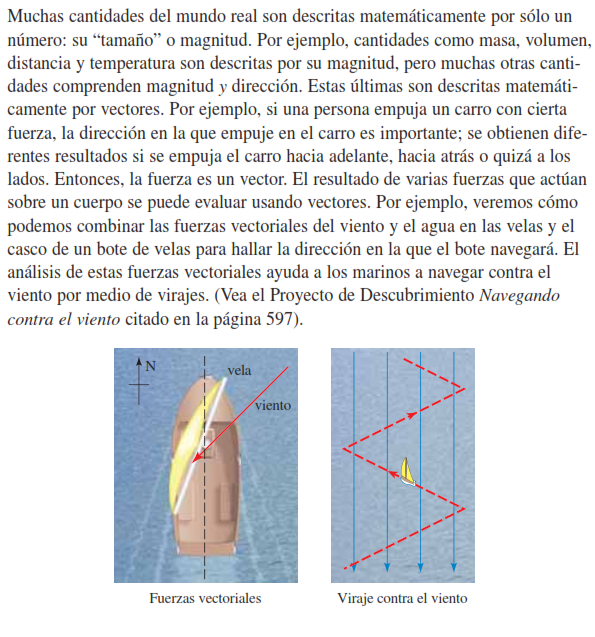 Muchas cantidades del mundo real son descritas matemáticamente por sólo un
número: su “tamaño” o magnitud. Por ejemplo, cantidades como masa, volumen,
distancia y temperatura son descritas por su magnitud, pero muchas otras canti-
dades comprenden magnitud y dirección. Estas últimas son descritas matemáti-
camente por vectores. Por ejemplo, si una persona empuja un carro con cierta
fuerza, la dirección en la que empuje en el carro es importante; se obtienen dife-
rentes resultados si se empuja el carro hacia adelante, hacia atrás o quizá a los
lados. Entonces, la fuerza es un vector. El resultado de varias fuerzas que actúan
sobre un cuerpo se puede evaluar usando vectores. Por ejemplo, veremos cómo
podemos combinar las fuerzas vectoriales del viento y el agua en las velas y el
casco de un bote de velas para hallar la dirección en la que el bote navegará. El
análisis de estas fuerzas vectoriales ayuda a los marinos a navegar contra el
viento por medio de virajes. (Vea el Proyecto de Descubrimiento Navegando
contra el viento citado en la página 597).
N
vela
viento
Fuerzas vectoriales
Viraje contra el viento